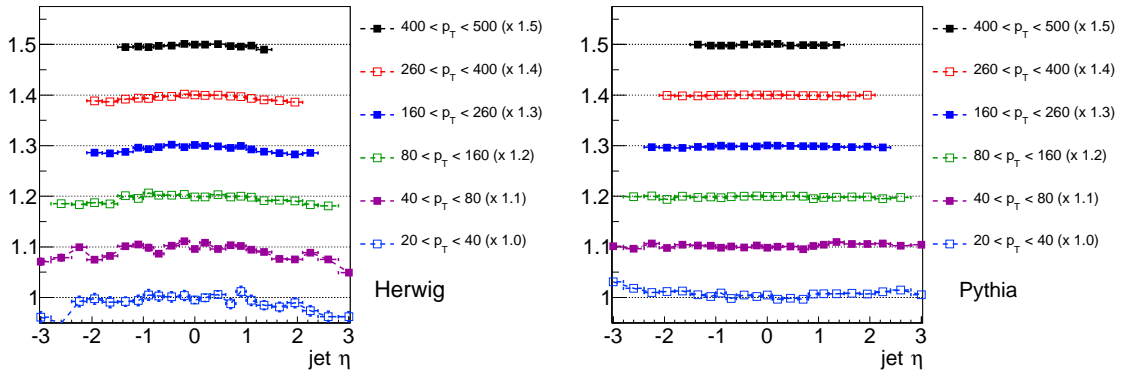 1.5
1.4
1.3
1.2
1.1
1
-3 -2 -1 0 1 2 3
jet η
400 < p_T < 500 (x 1.5)
260 < p_T < 400 (x 1.4)
160 < p_T < 260 (x 1.3)
80 < p_T < 160 (x 1.2)
40 < p_T < 80 (x 1.1)
20 < p_T < 40 (x 1.0)
Herwig
1.5
1.4
1.3
1.2
1.1
1
-3 -2 -1 0 1 2 3
jet η
400 < p_T < 500 (x 1.5)
260 < p_T < 400 (x 1.4)
160 < p_T < 260 (x 1.3)
80 < p_T < 160 (x 1.2)
40 < p_T < 80 (x 1.1)
20 < p_T < 40 (x 1.0)
Pythia